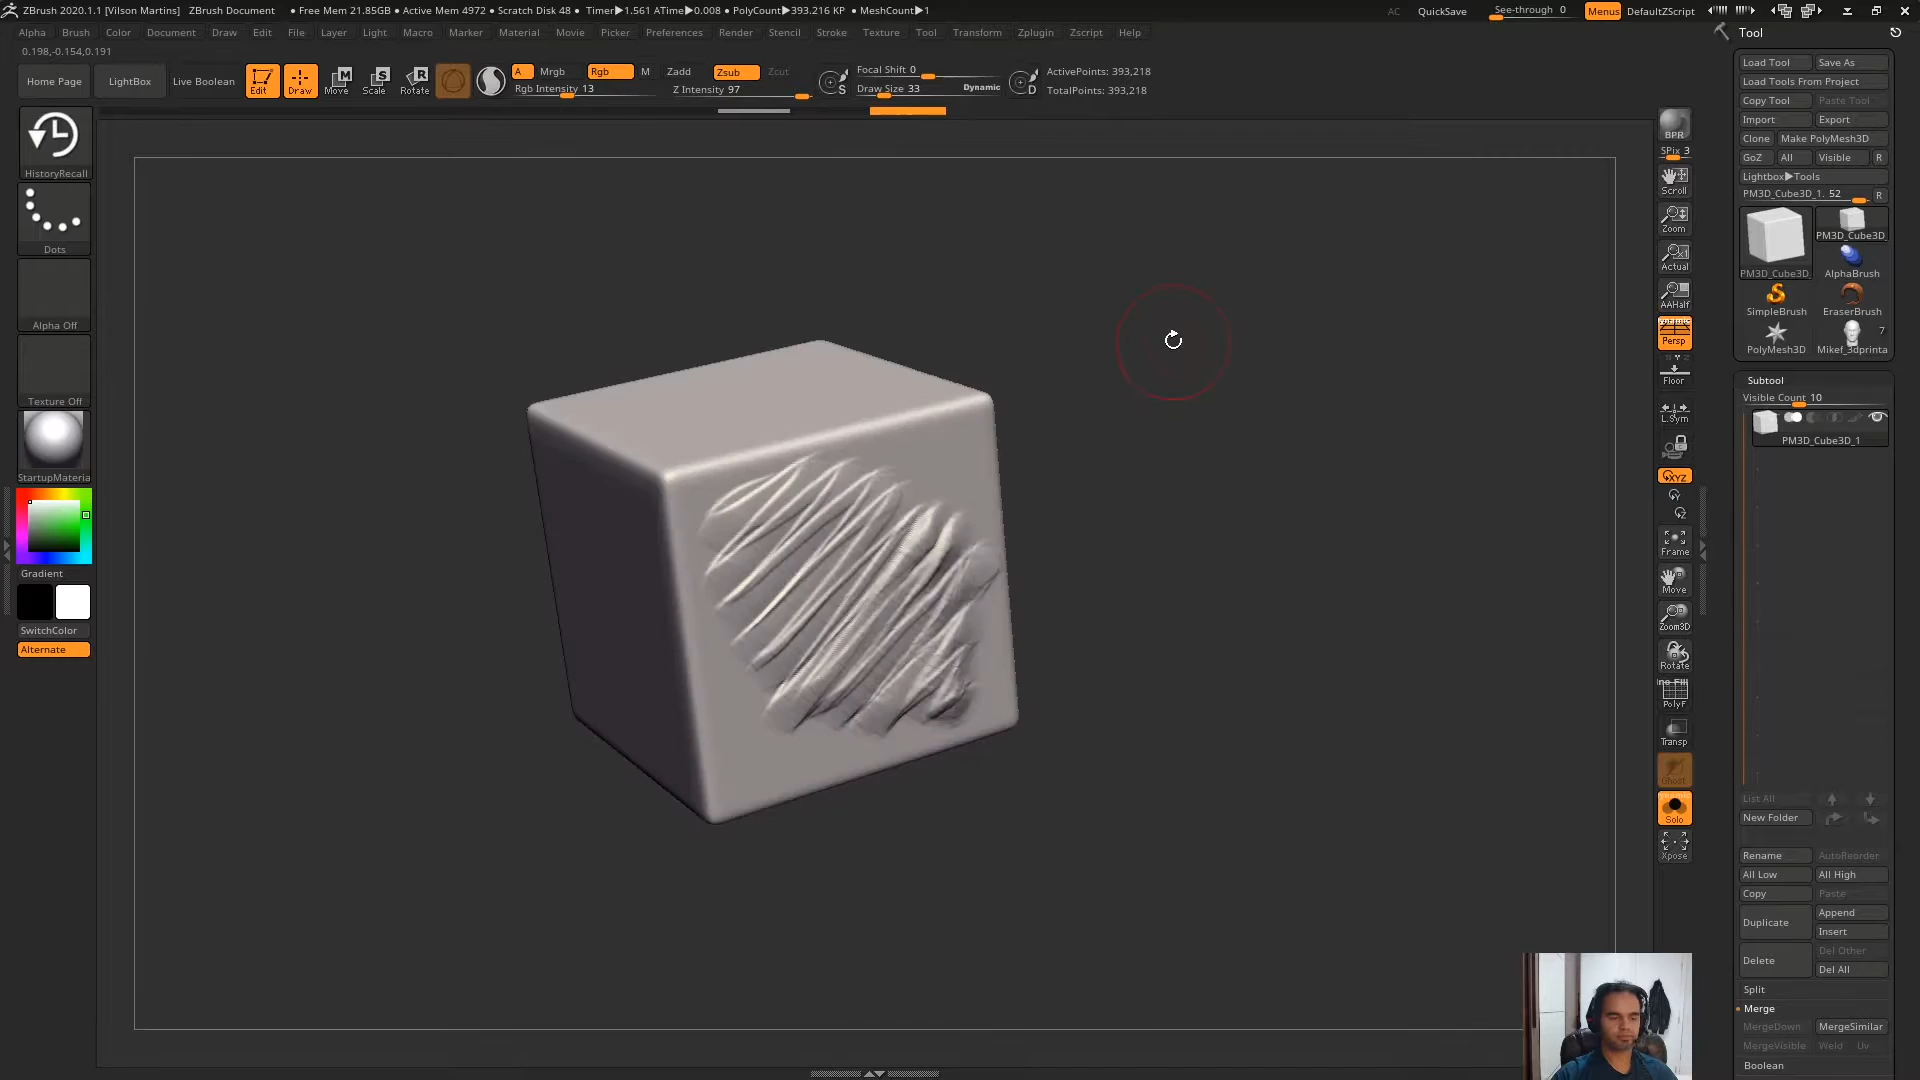 ZBrush 2020.1.1 [Vilson Martins] ZBrush Document • Free Mem 21.85GB • Active Mem 4972 • Scratch Disk 48 • Timer▶1.561 ATime▶0.008 • PolyCount▶393.216 KP • MeshCount▶1 AC QuickSave See-through 0 Menus DefaultZScript
Alpha Brush Color Document Draw Edit File Layer Light Macro Marker Material Movie Picker Preferences Render Stencil Stroke Texture Tool Transform Zplugin Zscript Help
0.198,-0.154,0.191
Home Page LightBox Live Boolean Edit Draw Move Scale Rotate A Mrgb Rgb M Zadd Zsub Zcut Focal Shift 0 ActivePoints: 393,218
Rgb Intensity 13 Z Intensity 97 S Draw Size 33 Dynamic D TotalPoints: 393,218
HistoryRecall
Dots
Alpha Off
Texture Off
StartupMateria
Gradient
SwitchColor
Alternate
BPR
SPix 3
Scroll
Zoom
Actual
AAHalf
Dynamic
Persp
Floor
L.Sym
XYZ
Y
Z
Frame
Move
Zoom3D
Rotate
Line Fill
PolyF
Transp
Ghost
Solo
Xpose
Tool
Load Tool Save As
Load Tools From Project
Copy Tool Paste Tool
Import Export
Clone Make PolyMesh3D
GoZ All Visible R
Lightbox▶Tools
PM3D_Cube3D_1. 52 R
PM3D_Cube3D_
PM3D_Cube3D_ AlphaBrush
SimpleBrush EraserBrush
7
PolyMesh3D Mikef_3dprinta
Subtool
Visible Count 10
PM3D_Cube3D_1
List All
New Folder
Rename AutoReorder
All Low All High
Copy Paste
Duplicate Append
Insert
Delete Del Other
Del All
Split
Merge
MergeDown MergeSimilar
MergeVisible Weld Uv
Boolean